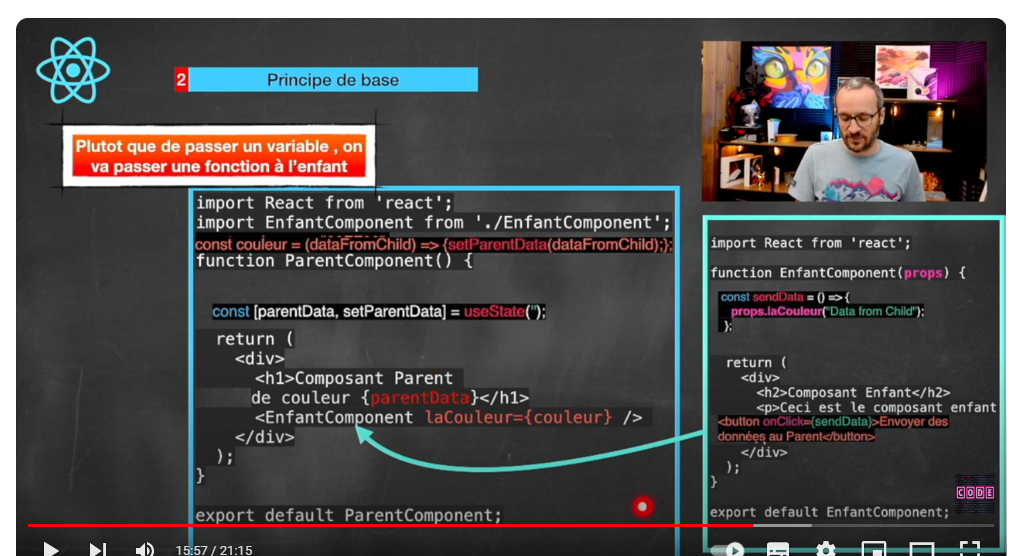 2 Principe de base
Plutot que de passer un variable , on
va passer une fonction à l'enfant
import React from 'react';
import EnfantComponent from './EnfantComponent';
const couleur = (dataFromChild) => {setParentData(dataFromChild);};
function ParentComponent() {
const [parentData, setParentData] = useState('');
return (
<div>
<h1>Composant Parent
de couleur {parentData}</h1>
<EnfantComponent laCouleur={couleur} />
</div>
);
}
export default ParentComponent;
import React from 'react';
function EnfantComponent(props) {
const sendData = () => {
props.laCouleur("Data from Child");
};
return (
<div>
<h2>Composant Enfant</h2>
<p>Ceci est le composant enfant
<button onClick={sendData}>Envoyer des
données au Parent</button>
</div>
);
}
export default EnfantComponent;
CODE
15:57 / 21:15